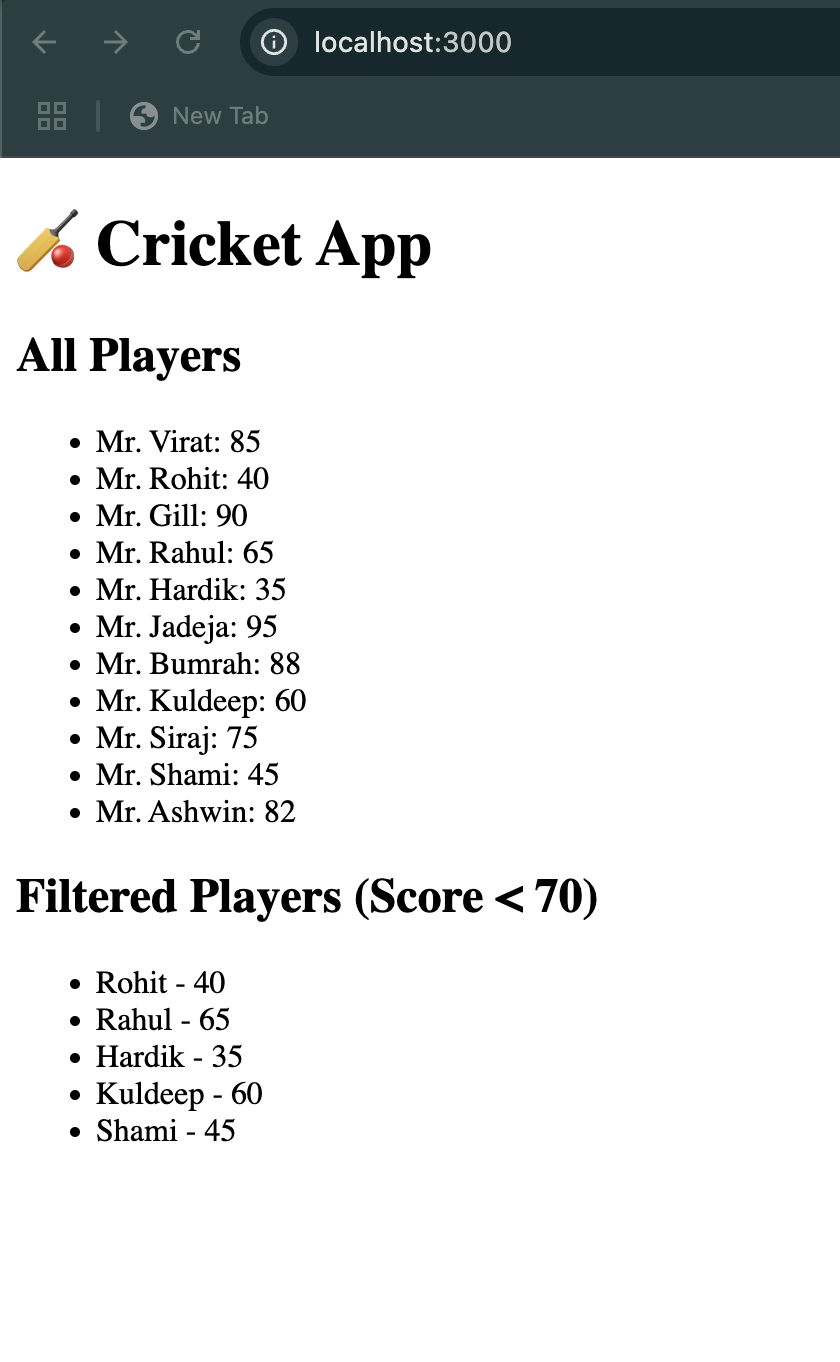 localhost:3000
New Tab
🏏 Cricket App
All Players
• Mr. Virat: 85
• Mr. Rohit: 40
• Mr. Gill: 90
• Mr. Rahul: 65
• Mr. Hardik: 35
• Mr. Jadeja: 95
• Mr. Bumrah: 88
• Mr. Kuldeep: 60
• Mr. Siraj: 75
• Mr. Shami: 45
• Mr. Ashwin: 82
Filtered Players (Score < 70)
• Rohit - 40
• Rahul - 65
• Hardik - 35
• Kuldeep - 60
• Shami - 45